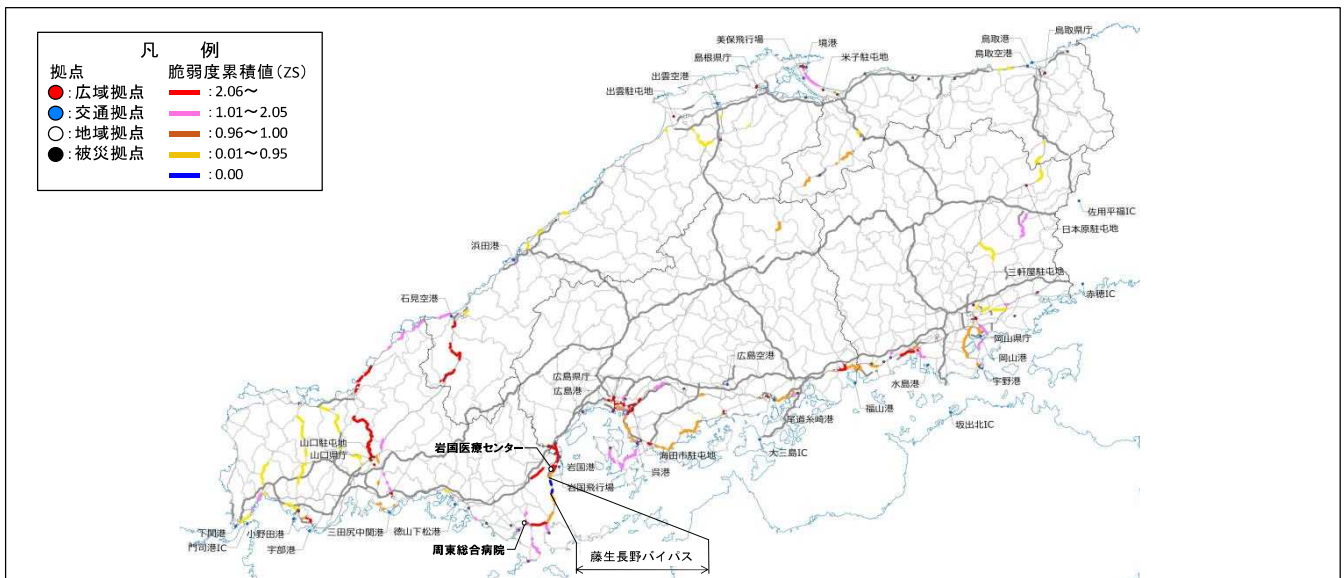 凡　例
拠点　脆弱度累積値(ZS)
：広域拠点　：2.06～
：交通拠点　：1.01～2.05
：地域拠点　：0.96～1.00
：被災拠点　：0.01～0.95
：0.00
美保飛行場
境港
島根県庁
米子駐屯地
出雲空港
出雲駐屯地
鳥取港
鳥取県庁
鳥取空港
佐用平福IC
日本原駐屯地
浜田港
三軒屋駐屯地
赤穂IC
石見空港
岡山県庁
岡山港
宇野港
広島空港
広島県庁
広島港
水島港
福山港
尾道糸崎港
坂出北IC
大三島IC
海田市駐屯地
呉港
山口駐屯地
山口県庁
岩国医療センター
岩国港
岩国飛行場
下関港
門司港IC
小野田港
宇部港
三田尻中関港
徳山下松港
周東総合病院
藤生長野バイパス